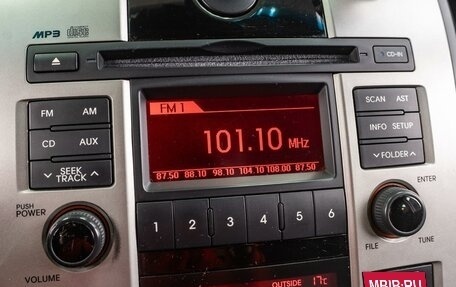 MP3
CD-IN
FM AM
CD AUX
SEEK
TRACK
PUSH
POWER
VOLUME
FM 1
101.10 MHz
87.50 88.10 98.10 104.10 108.00 87.50
1 2 3 4 5 6
SCAN AST
INFO SETUP
FOLDER
ENTER
FILE TUNE
OUTSIDE 17°C
MBIB.RU